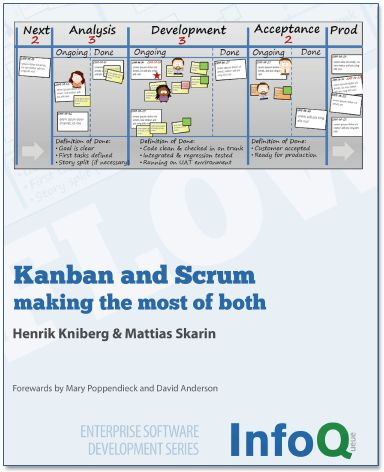 Next Analysis Development Acceptance Prod
2 3 3 2
Ongoing Done Ongoing Done Ongoing Done
Definition of Done:
• Goal is clear
• First tasks defined
• Story split (if necessary)
Definition of Done:
• Code clean & checked in on trunk
• Integrated & regression tested
• Running on UAT environment
Definition of Done:
• Customer accepted
• Ready for production
FLOW
Kanban and Scrum
making the most of both
Henrik Kniberg & Mattias Skarin
Forewords by Mary Poppendieck and David Anderson
ENTERPRISE SOFTWARE
DEVELOPMENT SERIES
InfoQ
ueue